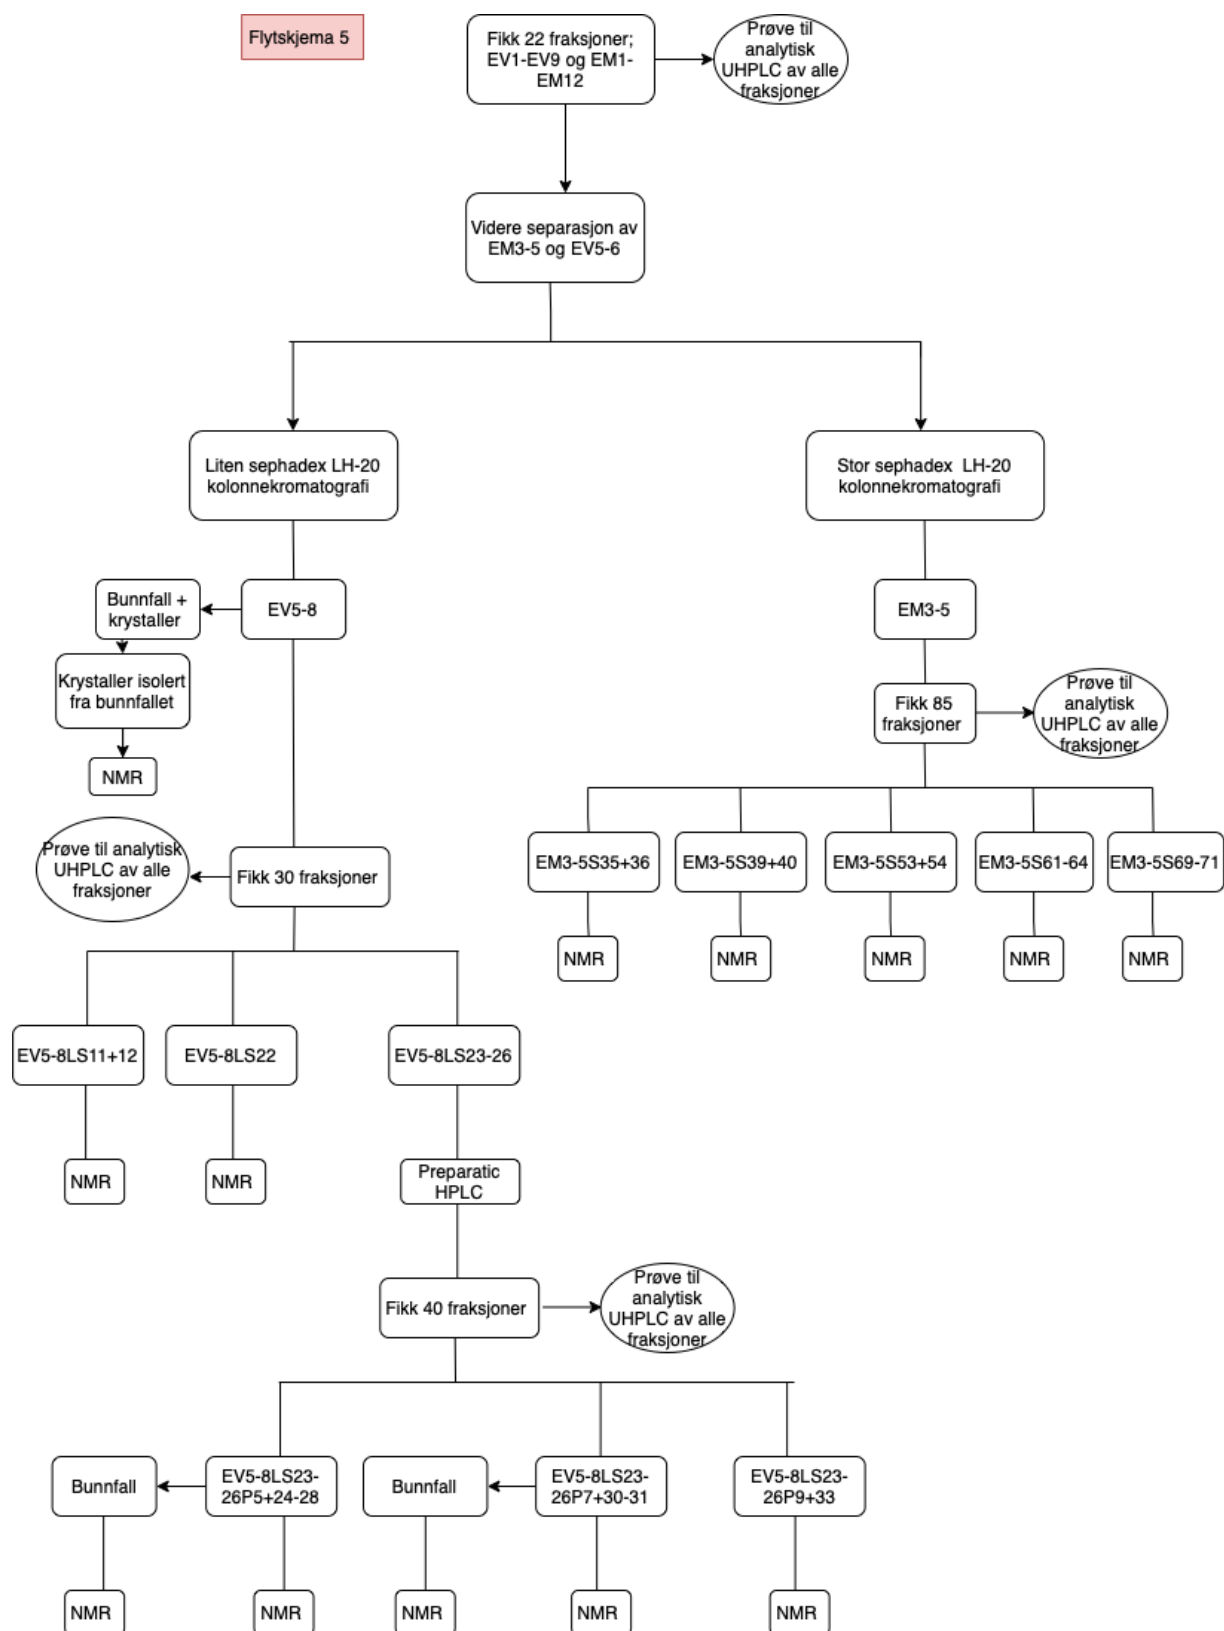 Flytskjema 5
Fikk 22 fraksjoner;
EV1-EV9 og EM1-
EM12
Prøve til
analytisk
UHPLC av alle
fraksjoner
Videre separasjon av
EM3-5 og EV5-6
Liten sephadex LH-20
kolonnekromatografi
Stor sephadex LH-20
kolonnekromatografi
Bunnfall +
krystaller
EV5-8
EM3-5
Krystaller isolert
fra bunnfallet
Fikk 85
fraksjoner
Prøve til
analytisk
UHPLC av alle
fraksjoner
NMR
Prøve til analytisk
UHPLC av alle
fraksjoner
Fikk 30 fraksjoner
EM3-5S35+36
EM3-5S39+40
EM3-5S53+54
EM3-5S61-64
EM3-5S69-71
NMR
NMR
NMR
NMR
NMR
EV5-8LS11+12
EV5-8LS22
EV5-8LS23-26
NMR
NMR
Preparatic
HPLC
Fikk 40 fraksjoner
Prøve til
analytisk
UHPLC av alle
fraksjoner
Bunnfall
EV5-8LS23-
26P5+24-28
Bunnfall
EV5-8LS23-
26P7+30-31
EV5-8LS23-
26P9+33
NMR
NMR
NMR
NMR
NMR